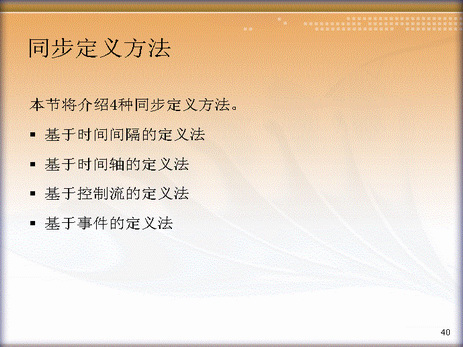 同步定义方法
本节将介绍4种同步定义方法。
▪ 基于时间间隔的定义法
▪ 基于时间轴的定义法
▪ 基于控制流的定义法
▪ 基于事件的定义法
40